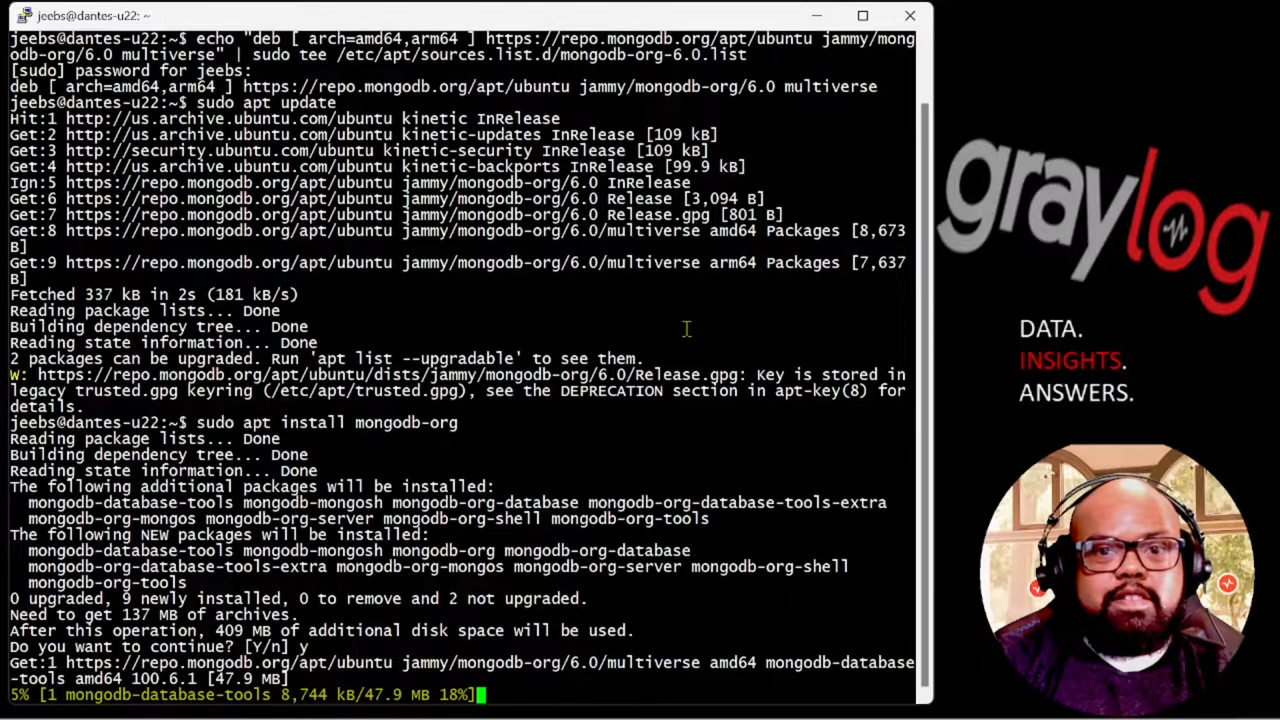 jeebs@dantes-u22: ~
jeebs@dantes-u22:~$ echo "deb [ arch=amd64,arm64 ] https://repo.mongodb.org/apt/ubuntu jammy/mong
odb-org/6.0 multiverse" | sudo tee /etc/apt/sources.list.d/mongodb-org-6.0.list
[sudo] password for jeebs:
deb [ arch=amd64,arm64 ] https://repo.mongodb.org/apt/ubuntu jammy/mongodb-org/6.0 multiverse
jeebs@dantes-u22:~$ sudo apt update
Hit:1 http://us.archive.ubuntu.com/ubuntu kinetic InRelease
Get:2 http://us.archive.ubuntu.com/ubuntu kinetic-updates InRelease [109 kB]
Get:3 http://security.ubuntu.com/ubuntu kinetic-security InRelease [109 kB]
Get:4 http://us.archive.ubuntu.com/ubuntu kinetic-backports InRelease [99.9 kB]
Ign:5 https://repo.mongodb.org/apt/ubuntu jammy/mongodb-org/6.0 InRelease
Get:6 https://repo.mongodb.org/apt/ubuntu jammy/mongodb-org/6.0 Release [3,094 B]
Get:7 https://repo.mongodb.org/apt/ubuntu jammy/mongodb-org/6.0 Release.gpg [801 B]
Get:8 https://repo.mongodb.org/apt/ubuntu jammy/mongodb-org/6.0/multiverse amd64 Packages [8,673
B]
Get:9 https://repo.mongodb.org/apt/ubuntu jammy/mongodb-org/6.0/multiverse arm64 Packages [7,637
B]
Fetched 337 kB in 2s (181 kB/s)
Reading package lists... Done
Building dependency tree... Done
Reading state information... Done
2 packages can be upgraded. Run 'apt list --upgradable' to see them.
W: https://repo.mongodb.org/apt/ubuntu/dists/jammy/mongodb-org/6.0/Release.gpg: Key is stored in
legacy trusted.gpg keyring (/etc/apt/trusted.gpg), see the DEPRECATION section in apt-key(8) for
details.
jeebs@dantes-u22:~$ sudo apt install mongodb-org
Reading package lists... Done
Building dependency tree... Done
Reading state information... Done
The following additional packages will be installed:
mongodb-database-tools mongodb-mongosh mongodb-org-database mongodb-org-database-tools-extra
mongodb-org-mongos mongodb-org-server mongodb-org-shell mongodb-org-tools
The following NEW packages will be installed:
mongodb-database-tools mongodb-mongosh mongodb-org mongodb-org-database
mongodb-org-database-tools-extra mongodb-org-mongos mongodb-org-server mongodb-org-shell
mongodb-org-tools
0 upgraded, 9 newly installed, 0 to remove and 2 not upgraded.
Need to get 137 MB of archives.
After this operation, 409 MB of additional disk space will be used.
Do you want to continue? [Y/n] y
Get:1 https://repo.mongodb.org/apt/ubuntu jammy/mongodb-org/6.0/multiverse amd64 mongodb-database
-tools amd64 100.6.1 [47.9 MB]
5% [1 mongodb-database-tools 8,744 kB/47.9 MB 18%]
graylog
DATA.
INSIGHTS.
ANSWERS.